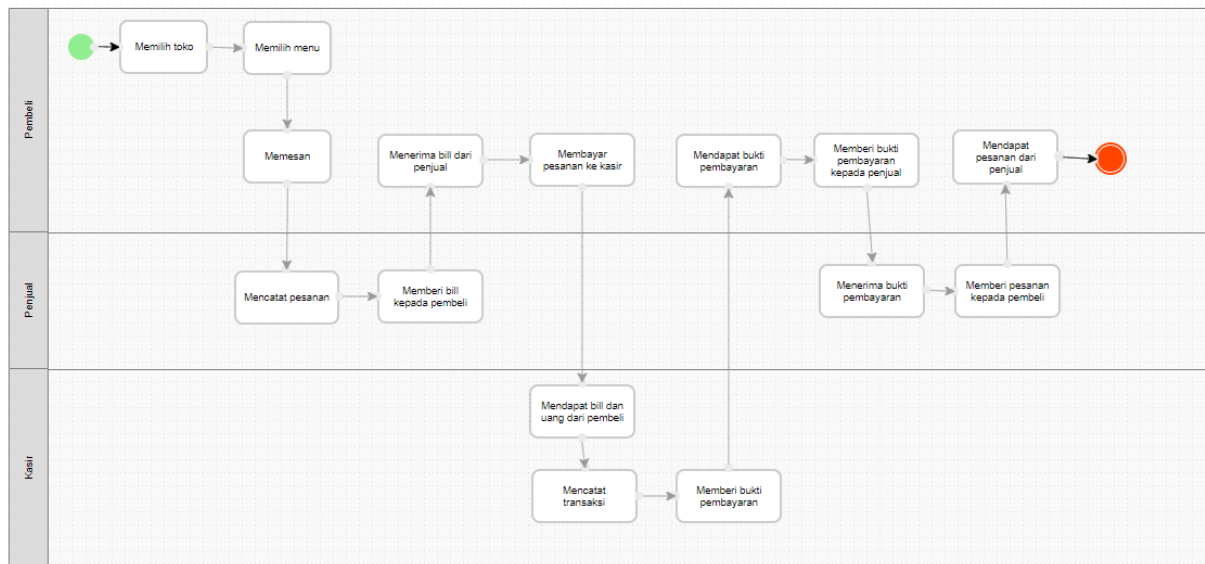 Pembeli
Memilih toko
Memilih menu
Memesan
Menerima bill dari
penjual
Membayar
pesanan ke kasir
Mendapat bukti
pembayaran
Memberi bukti
pembayaran
kepada penjual
Mendapat
pesanan dari
penjual
Penjual
Mencatat pesanan
Memberi bill
kepada pembeli
Menerima bukti
pembayaran
Memberi pesanan
kepada pembeli
Kasir
Mendapat bill dan
uang dari pembeli
Mencatat
transaksi
Memberi bukti
pembayaran